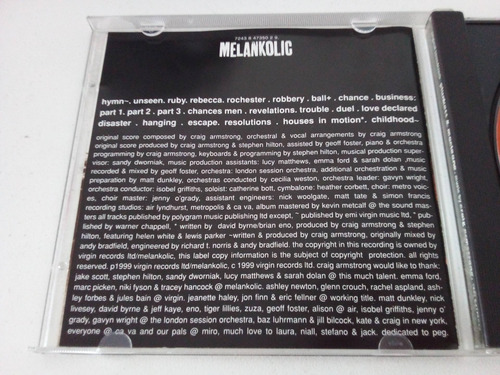 7243 8 47390 2 8.
MELANKOLIC
hymn~. unseen. ruby. rebecca. rochester . robbery . ball+ . chance . business:
part 1. part 2 . part 3 . chances men . revelations. trouble . duel . love declared
disaster . hanging . escape. resolutions . houses in motion*. childhood~
original score composed by craig armstrong, orchestral & vocal arrangements by craig armstrong
original score produced by craig armstrong & stephen hilton, assisted by geoff foster, piano & orchestra
programming by craig armstrong, keyboards & programming by stephen hilton, musical production super-
visor: sandy dworniak, music production assistants: lucy matthews, emma ford & sarah dolan ,music
recorded & mixed by geoff foster, orchestra: london session orchestra, additional orchestration & music
preparation by matt dunkley, orchestras conducted by cecilia weston, orchestra leader: gavyn wright,
orchestra conductor: isobel griffiths, soloist: catherine bott, cymbalone: heather corbett, choir: metro voic-
es, choir master: jenny o'grady, assistant engineers: nick woolgate, matt tate & simon francis
recording studios: air lyndhurst, metropolis & ca va, album mastered by kevin metcalf @ the sound mas-
ters all tracks published by polygram music publishing ltd except, ~ published by emi virgin music ltd, * pub-
lished by warner chappell, * written by david byrne/brian eno, produced by craig armstrong & stephen
hilton, featuring helen white & lewis parker ~written & produced by craig armstrong, originally mixed by
andy bradfield, engineered by richard t. norris & andy bradfield. the copyright in this recording is owned by
virgin records ltd/melankolic, this label copy information is the subject of copyright protection. all rights
reserved. p1999 virgin records ltd/melankolic, c 1999 virgin records ltd. craig armstrong would like to thank:
jake scott, stephen hilton, sandy dworniak, lucy matthews & sarah dolan @ this much talent. emma ford,
marc picken, niki fyson & tracey hancock @ melankolic. ashley newton, glenn crouch, rachel aspland, ash-
ley forbes & jules bain @ virgin. jeanette haley, jon finn & eric fellner @ working title. matt dunkley, nick
livesey, david byrne & jeff kaye, eno, tiger lillies, zuza, geoff foster, alison @ air, isobel griffiths, jenny o'
grady, gavyn wright @ the london session orchestra, baz luhrmann & jill bilcock, kate & craig in new york,
everyone @ ca va and our pals @ miro, much love to laura, niall, stefano & jack. dedicated to peg.